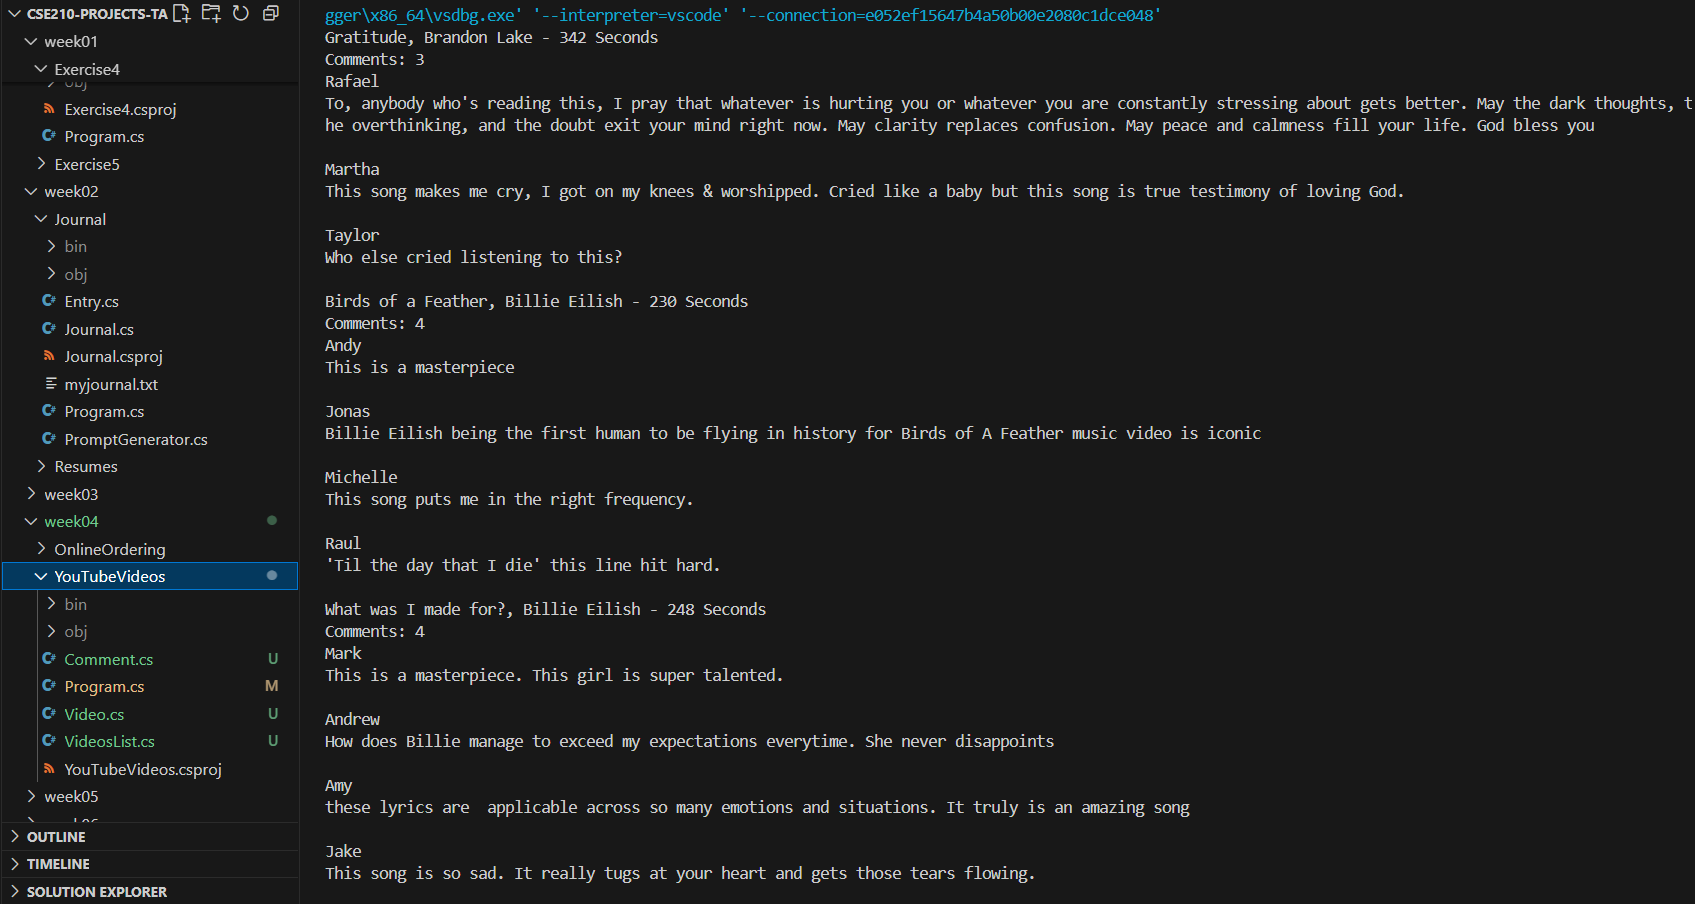 CSE210-PROJECTS-TA
week01
Exercise4
obj
Exercise4.csproj
Program.cs
Exercise5
week02
Journal
bin
obj
Entry.cs
Journal.cs
Journal.csproj
myjournal.txt
Program.cs
PromptGenerator.cs
Resumes
week03
week04
OnlineOrdering
YouTubeVideos
bin
obj
Comment.cs U
Program.cs M
Video.cs U
VideosList.cs U
YouTubeVideos.csproj
week05
OUTLINE
TIMELINE
SOLUTION EXPLORER
gger\x86_64\vsdbg.exe' '--interpreter=vscode' '--connection=e052ef15647b4a50b00e2080c1dce048'
Gratitude, Brandon Lake - 342 Seconds
Comments: 3
Rafael
To, anybody who's reading this, I pray that whatever is hurting you or whatever you are constantly stressing about gets better. May the dark thoughts, t
he overthinking, and the doubt exit your mind right now. May clarity replaces confusion. May peace and calmness fill your life. God bless you
Martha
This song makes me cry, I got on my knees & worshipped. Cried like a baby but this song is true testimony of loving God.
Taylor
Who else cried listening to this?
Birds of a Feather, Billie Eilish - 230 Seconds
Comments: 4
Andy
This is a masterpiece
Jonas
Billie Eilish being the first human to be flying in history for Birds of A Feather music video is iconic
Michelle
This song puts me in the right frequency.
Raul
'Til the day that I die' this line hit hard.
What was I made for?, Billie Eilish - 248 Seconds
Comments: 4
Mark
This is a masterpiece. This girl is super talented.
Andrew
How does Billie manage to exceed my expectations everytime. She never disappoints
Amy
these lyrics are  applicable across so many emotions and situations. It truly is an amazing song
Jake
This song is so sad. It really tugs at your heart and gets those tears flowing.